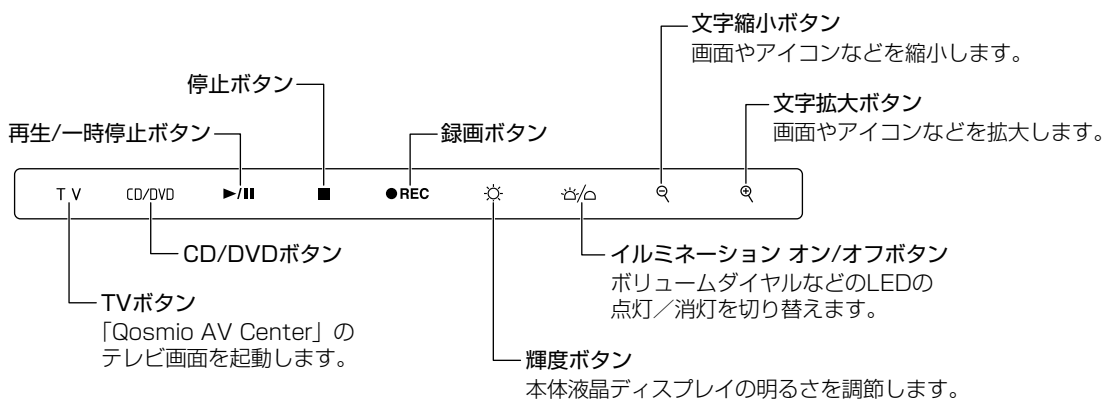 文字縮小ボタン
画面やアイコンなどを縮小します。
停止ボタン
文字拡大ボタン
画面やアイコンなどを拡大します。
再生/一時停止ボタン
録画ボタン
TV CD/DVD ►/II ■ ●REC
CD/DVDボタン
イルミネーション オン/オフボタン
ボリュームダイヤルなどのLEDの
点灯／消灯を切り替えます。
TVボタン
「Qosmio AV Center」の
テレビ画面を起動します。
輝度ボタン
本体液晶ディスプレイの明るさを調節します。